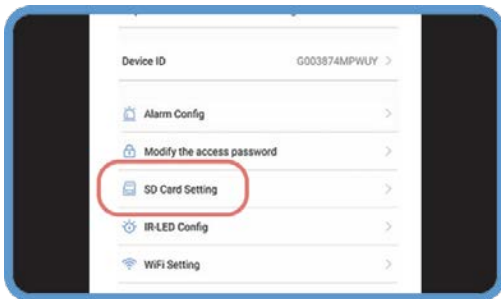 Device ID G003874MPWUY
Alarm Config
Modify the access password
SD Card Setting
IR-LED Config
WiFi Setting